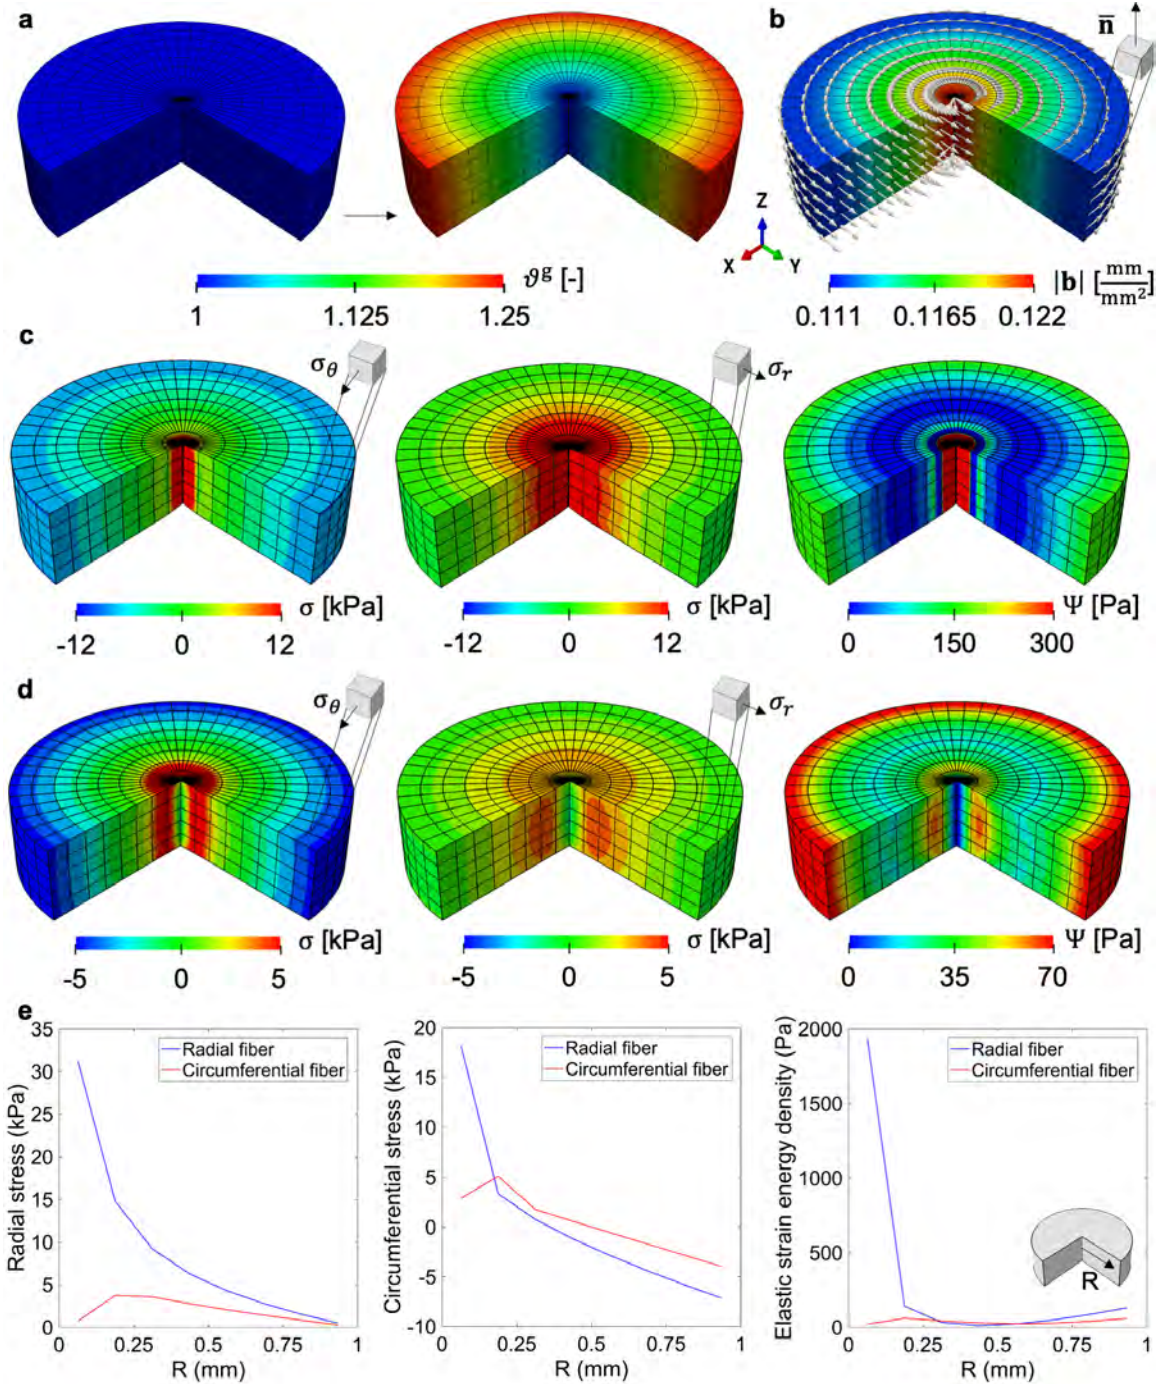 a
b
n̄
Z
X
Y
ϑᵍ [-]
1
1.125
1.25
|b| [mm/mm²]
0.111
0.1165
0.122
c
σθ
σr
σ [kPa]
-12
0
12
σ [kPa]
-12
0
12
Ψ [Pa]
0
150
300
d
σθ
σr
σ [kPa]
-5
0
5
σ [kPa]
-5
0
5
Ψ [Pa]
0
35
70
e
Radial stress (kPa)
35
30
25
20
15
10
5
0
0
0.25
0.5
0.75
1
R (mm)
Radial fiber
Circumferential fiber
Circumferential stress (kPa)
20
15
10
5
0
-5
-10
0
0.25
0.5
0.75
1
R (mm)
Radial fiber
Circumferential fiber
Elastic strain energy density (Pa)
2000
1500
1000
500
0
0
0.25
0.5
0.75
1
R (mm)
Radial fiber
Circumferential fiber
R